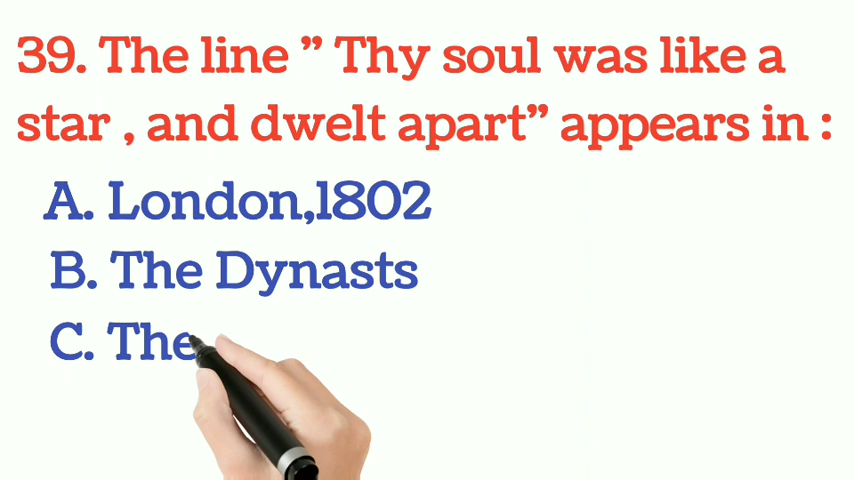 39. The line ” Thy soul was like a
star , and dwelt apart” appears in :
A. London,1802
B. The Dynasts
C. The